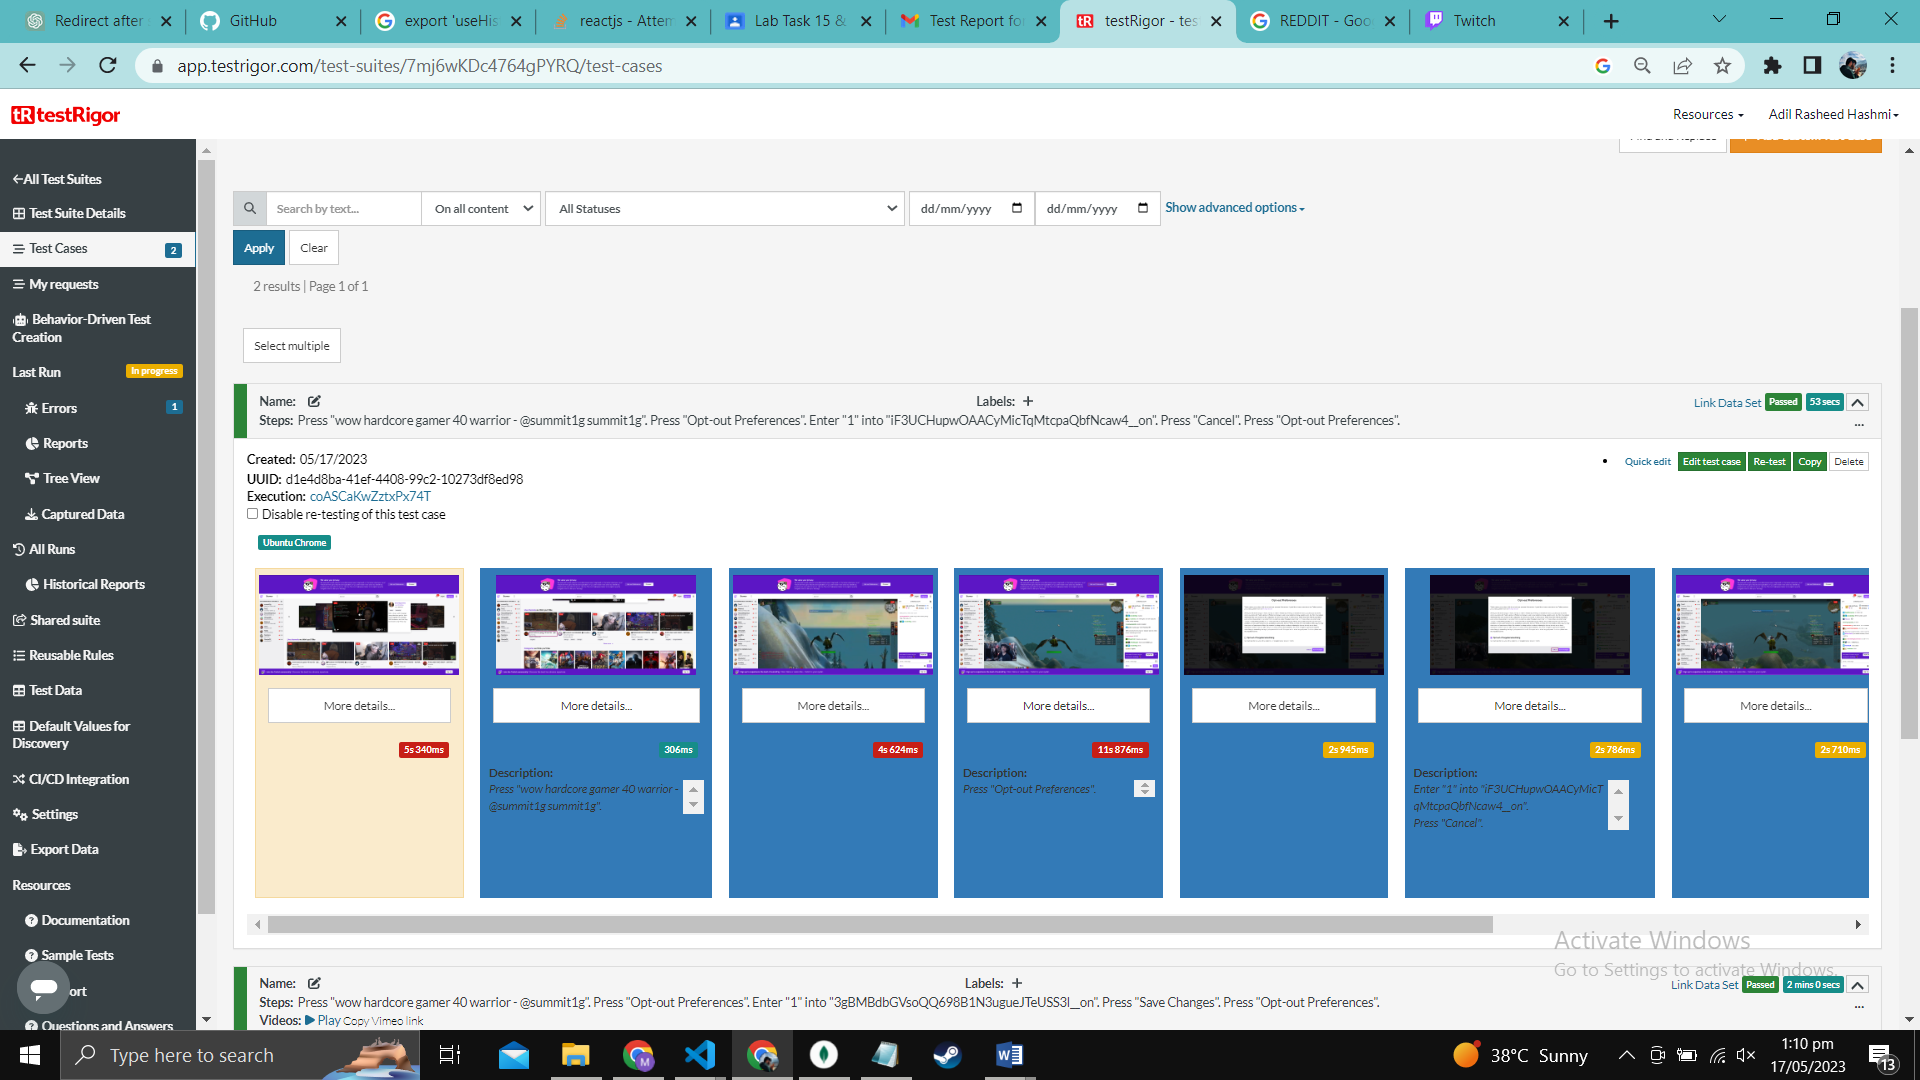 Redirect after
GitHub
export 'useHis
reactjs - Attem
Lab Task 15 &
Test Report fo
testRigor - tes
REDDIT - Goo
Twitch
app.testrigor.com/test-suites/7mj6wKDc4764gPYRQ/test-cases
tR testRigor
Resources
Adil Rasheed Hashmi
All Test Suites
Test Suite Details
Test Cases
2
My requests
Behavior-Driven Test
Creation
Last Run
In progress
Errors
1
Reports
Tree View
Captured Data
All Runs
Historical Reports
Shared suite
Reusable Rules
Test Data
Default Values for
Discovery
CI/CD Integration
Settings
Export Data
Resources
Documentation
Sample Tests
ort
Questions and Answers
Search by text...
On all content
All Statuses
dd/mm/yyyy
dd/mm/yyyy
Show advanced options
Apply
Clear
2 results | Page 1 of 1
Select multiple
Name:
Labels: +
Link Data Set Passed 53 secs
Steps: Press "wow hardcore gamer 40 warrior - @summit1g summit1g". Press "Opt-out Preferences". Enter "1" into "iF3UCHupwOAACyMicTqMtcpaQbfNcaw4__on". Press "Cancel". Press "Opt-out Preferences".
...
Created: 05/17/2023
Quick edit Edit test case Re-test Copy Delete
UUID: d1e4d8ba-41ef-4408-99c2-10273df8ed98
Execution: coASCaKwZztxPx74T
Disable re-testing of this test case
Ubuntu Chrome
More details...
More details...
More details...
More details...
More details...
More details...
More details...
5s 340ms
306ms
4s 624ms
11s 876ms
2s 945ms
2s 786ms
2s 710ms
Description:
Press "wow hardcore gamer 40 warrior -
@summit1g summit1g".
Description:
Press "Opt-out Preferences".
Description:
Enter "1" into "iF3UCHupwOAACyMicT
qMtcpaQbfNcaw4__on".
Press "Cancel".
Activate Windows
Go to Settings to activate Windows.
Name:
Labels: +
Link Data Set Passed 2 mins 0 secs
Steps: Press "wow hardcore gamer 40 warrior - @summit1g". Press "Opt-out Preferences". Enter "1" into "3gBMBdbGVsoQQ698B1N3ugueJTeUSS3I__on". Press "Save Changes". Press "Opt-out Preferences".
...
Videos: Play Copy Vimeo link
Type here to search
38°C Sunny
1:10 pm
17/05/2023
13